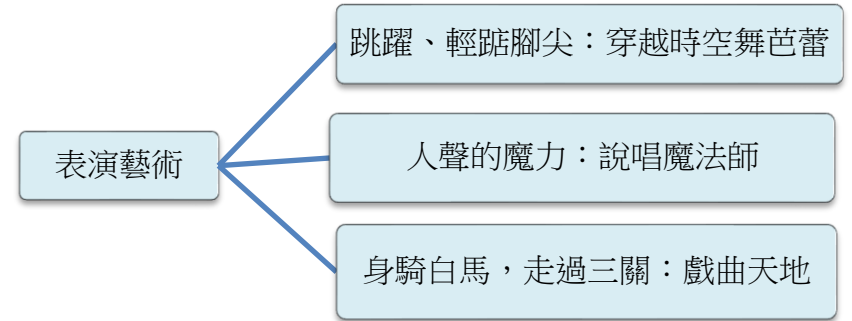 跳躍、輕踮腳尖：穿越時空舞芭蕾
表演藝術
人聲的魔力：說唱魔法師
身騎白馬，走過三關：戲曲天地